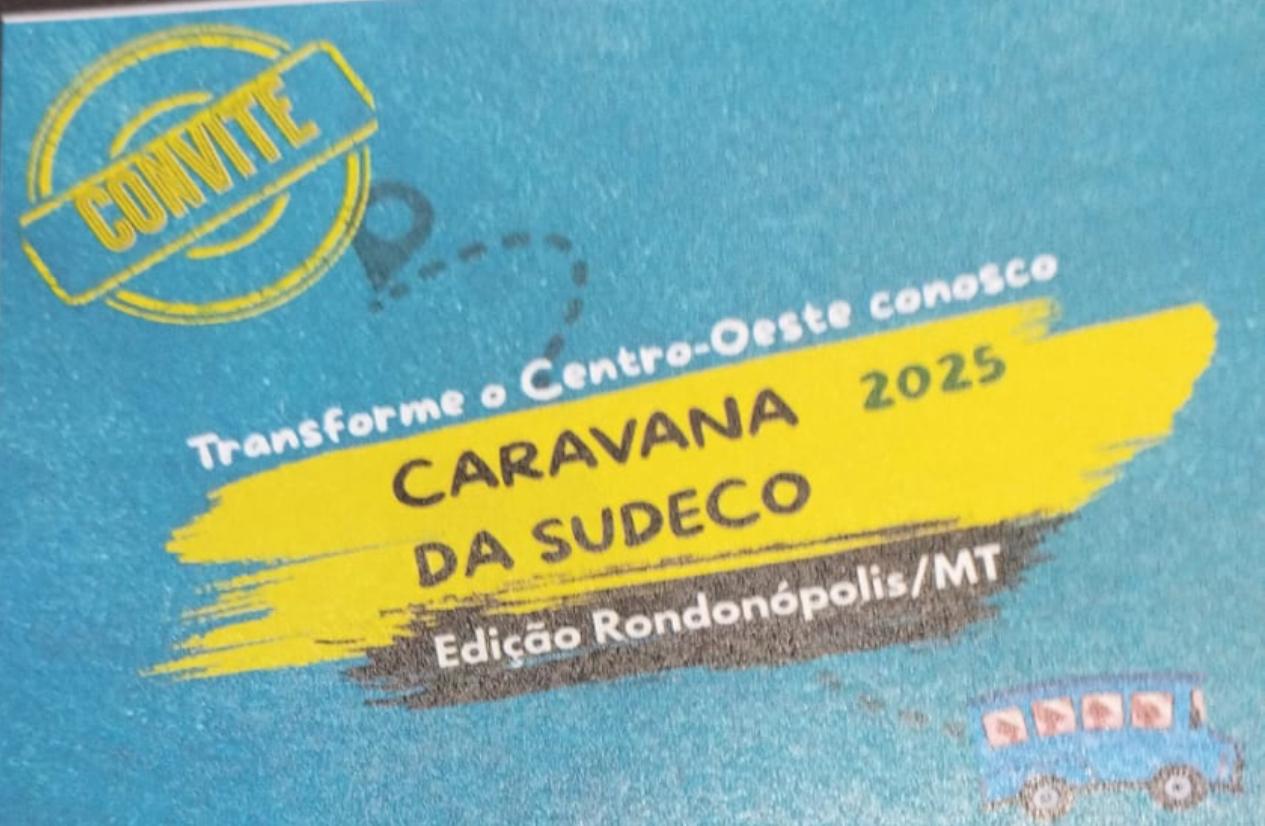 CONVITE
Transforme o Centro-Oeste conosco
CARAVANA 2025
DA SUDECO
Edição Rondonópolis/MT